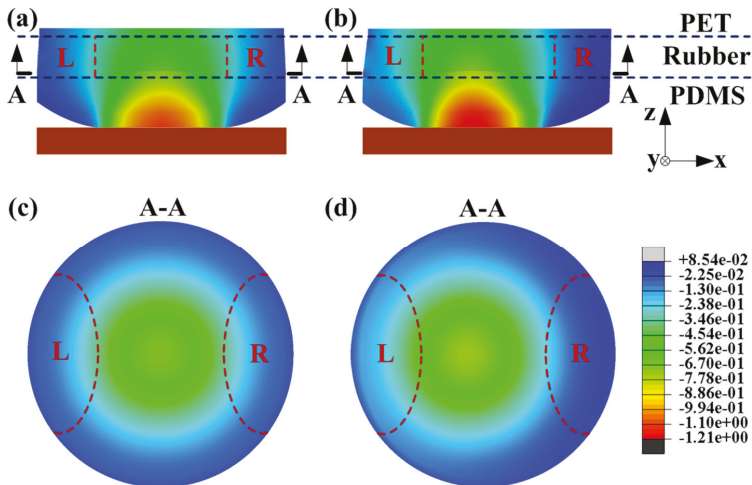 (a)
(b)
PET
L
R
L
R
Rubber
A
A
A
A
PDMS
z
y
x
(c)
A-A
(d)
A-A
L
R
L
R
+8.54e-02
-2.25e-02
-1.30e-01
-2.38e-01
-3.46e-01
-4.54e-01
-5.62e-01
-6.70e-01
-7.78e-01
-8.86e-01
-9.94e-01
-1.10e+00
-1.21e+00